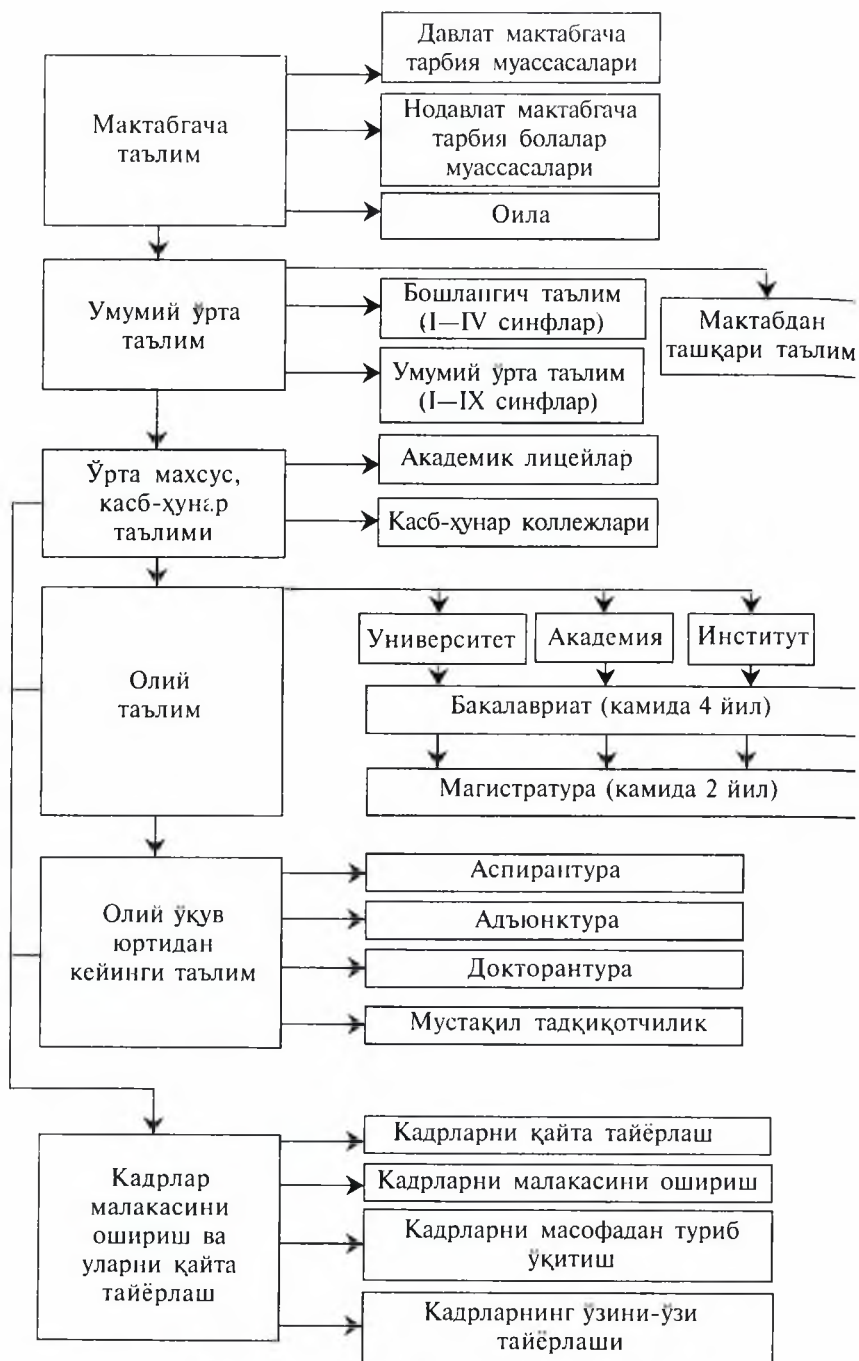 Мактабгача
таълим
Давлат мактабгача
тарбия муассасалари
Нодавлат мактабгача
тарбия болалар
муассасалари
Оила
Умумий ўрта
таълим
Бошлангич таълим
(I—IV синфлар)
Умумий ўрта таълим
(I—IX синфлар)
Мактабдан
ташқари таълим
Ўрта махсус,
касб-ҳунар
таълими
Академик лицейлар
Касб-ҳунар коллежлари
Олий
таълим
Университет
Академия
Институт
Бакалавриат (камида 4 йил)
Магистратура (камида 2 йил)
Олий ўқув
юртидан
кейинги таълим
Аспирантура
Адъюнктура
Докторантура
Мустақил тадқиқотчилик
Кадрлар
малакасини
ошириш ва
уларни қайта
тайёрлаш
Кадрларни қайта тайёрлаш
Кадрларни малакасини ошириш
Кадрларни масофадан туриб
ўқитиш
Кадрларнинг ўзини-ўзи
тайёрлаши